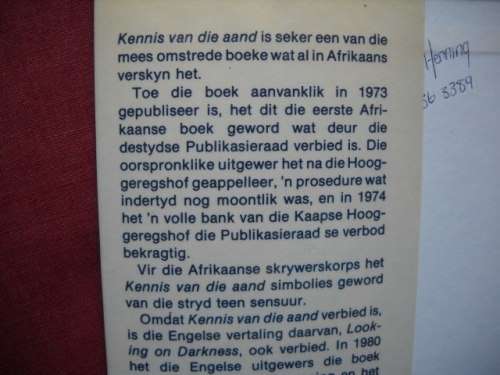 Kennis van die aand is seker een van die
mees omstrede boeke wat al in Afrikaans
verskyn het.
Toe die boek aanvanklik in 1973
gepubliseer is, het dit die eerste Afri-
kaanse boek geword wat deur die
destydse Publikasieraad verbied is. Die
oorspronklike uitgewer het na die Hoog-
geregshof geappelleer, 'n prosedure wat
indertyd nog moontlik was, en in 1974
het 'n volle bank van die Kaapse Hoog-
geregshof die Publikasieraad se verbod
bekragtig.
Vir die Afrikaanse skrywerskorps het
Kennis van die aand simbolies geword
van die stryd teen sensuur.
Omdat Kennis van die aand verbied is,
is die Engelse vertaling daarvan, Look-
ing on Darkness, ook verbied. In 1980
het die Engelse uitgewers die boek
en het
Henning
3384